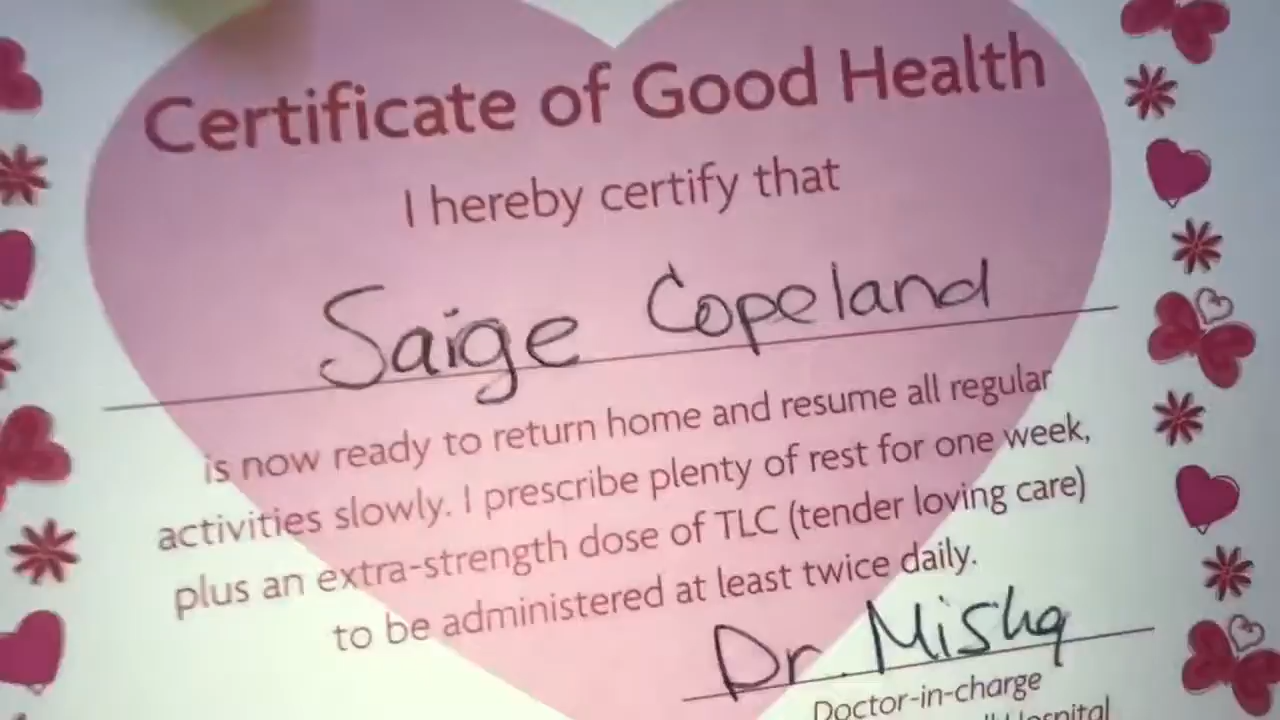 Certificate of Good Health
I hereby certify that
Saige Copeland
is now ready to return home and resume all regular
activities slowly. I prescribe plenty of rest for one week,
plus an extra-strength dose of TLC (tender loving care)
to be administered at least twice daily.
Dr. Misha
Doctor-in-charge
Hospital